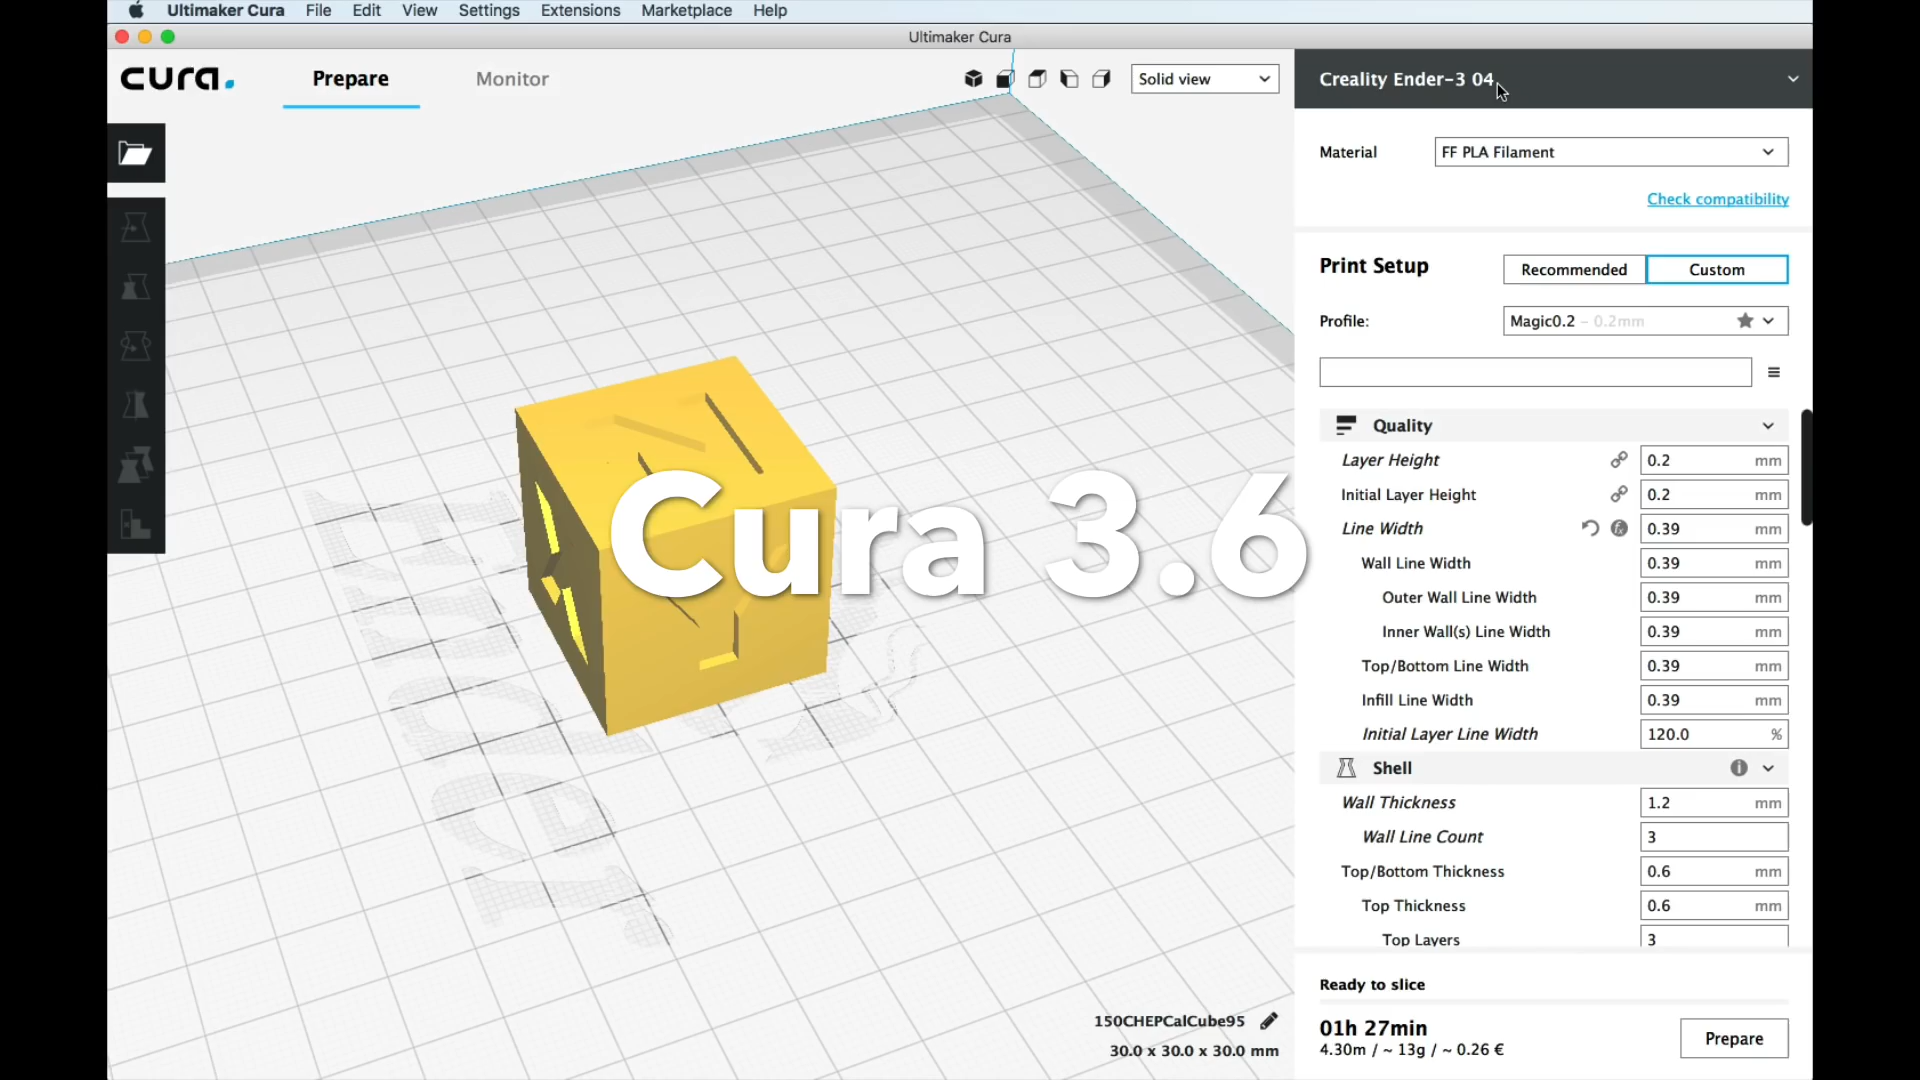 Ultimaker Cura File Edit View Settings Extensions Marketplace Help
Ultimaker Cura
cura. Prepare Monitor Solid view
Creality Ender-3 04
Material FF PLA Filament
Check compatibility
Print Setup Recommended Custom
Profile: Magic0.2 - 0.2mm
Quality
Layer Height 0.2 mm
Initial Layer Height 0.2 mm
Line Width 0.39 mm
Wall Line Width 0.39 mm
Outer Wall Line Width 0.39 mm
Inner Wall(s) Line Width 0.39 mm
Top/Bottom Line Width 0.39 mm
Infill Line Width 0.39 mm
Initial Layer Line Width 120.0 %
Shell
Wall Thickness 1.2 mm
Wall Line Count 3
Top/Bottom Thickness 0.6 mm
Top Thickness 0.6 mm
Top Layers 3
Cura 3.6
150CHEPCalCube95
30.0 x 30.0 x 30.0 mm
Ready to slice
01h 27min
4.30m / ~ 13g / ~ 0.26 €
Prepare